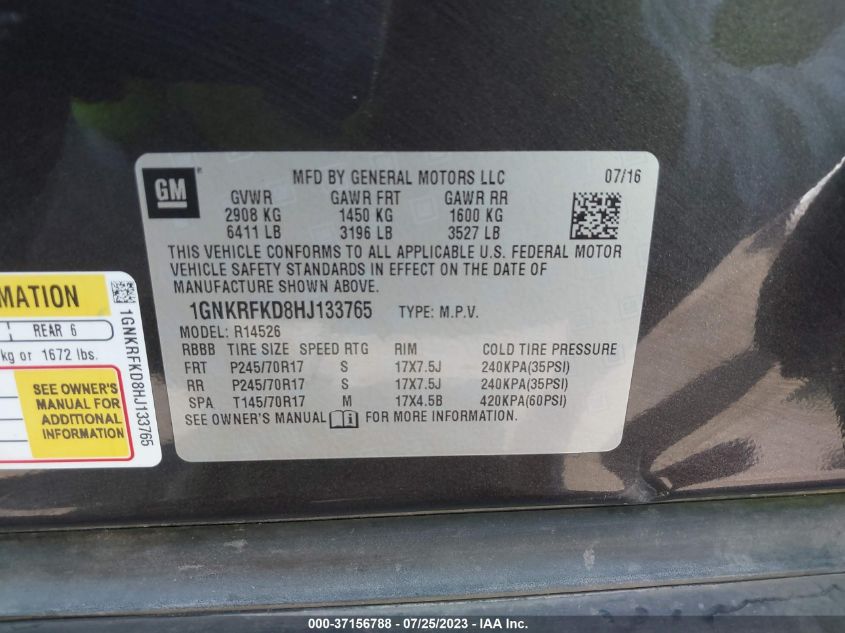 GM
MFD BY GENERAL MOTORS LLC 07/16
GVWR GAWR FRT GAWR RR
2908 KG 1450 KG 1600 KG
6411 LB 3196 LB 3527 LB
THIS VEHICLE CONFORMS TO ALL APPLICABLE U.S. FEDERAL MOTOR
VEHICLE SAFETY STANDARDS IN EFFECT ON THE DATE OF
MANUFACTURE SHOWN ABOVE.
1GNKRFKD8HJ133765 TYPE: M.P.V.
MODEL: R14526
RBBB TIRE SIZE SPEED RTG RIM COLD TIRE PRESSURE
FRT P245/70R17 S 17X7.5J 240KPA(35PSI)
RR P245/70R17 S 17X7.5J 240KPA(35PSI)
SPA T145/70R17 M 17X4.5B 420KPA(60PSI)
SEE OWNER'S MANUAL FOR MORE INFORMATION.
MATION
REAR 6
kg or 1672 lbs.
SEE OWNER'S
MANUAL FOR
ADDITIONAL
INFORMATION
1GNKRFKD8HJ133765
000-37156788 - 07/25/2023 - IAA Inc.